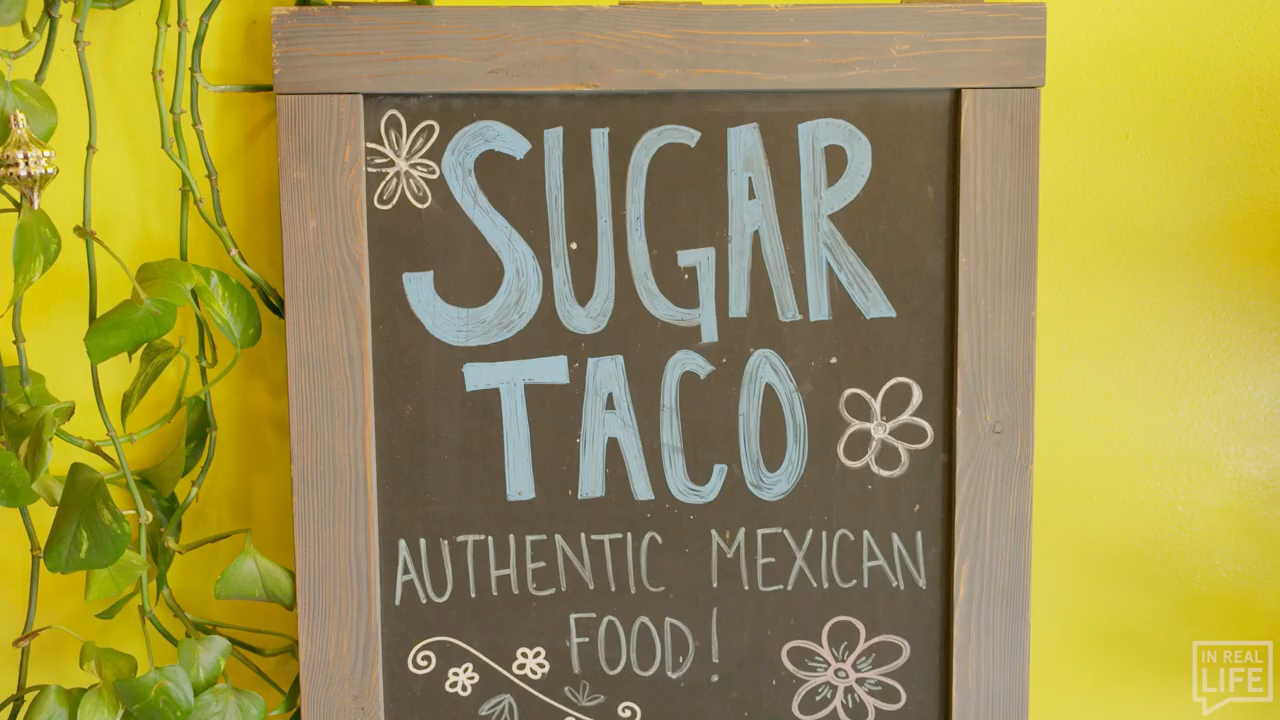 SUGAR
TACO
AUTHENTIC MEXICAN
FOOD!
IN REAL
LIFE